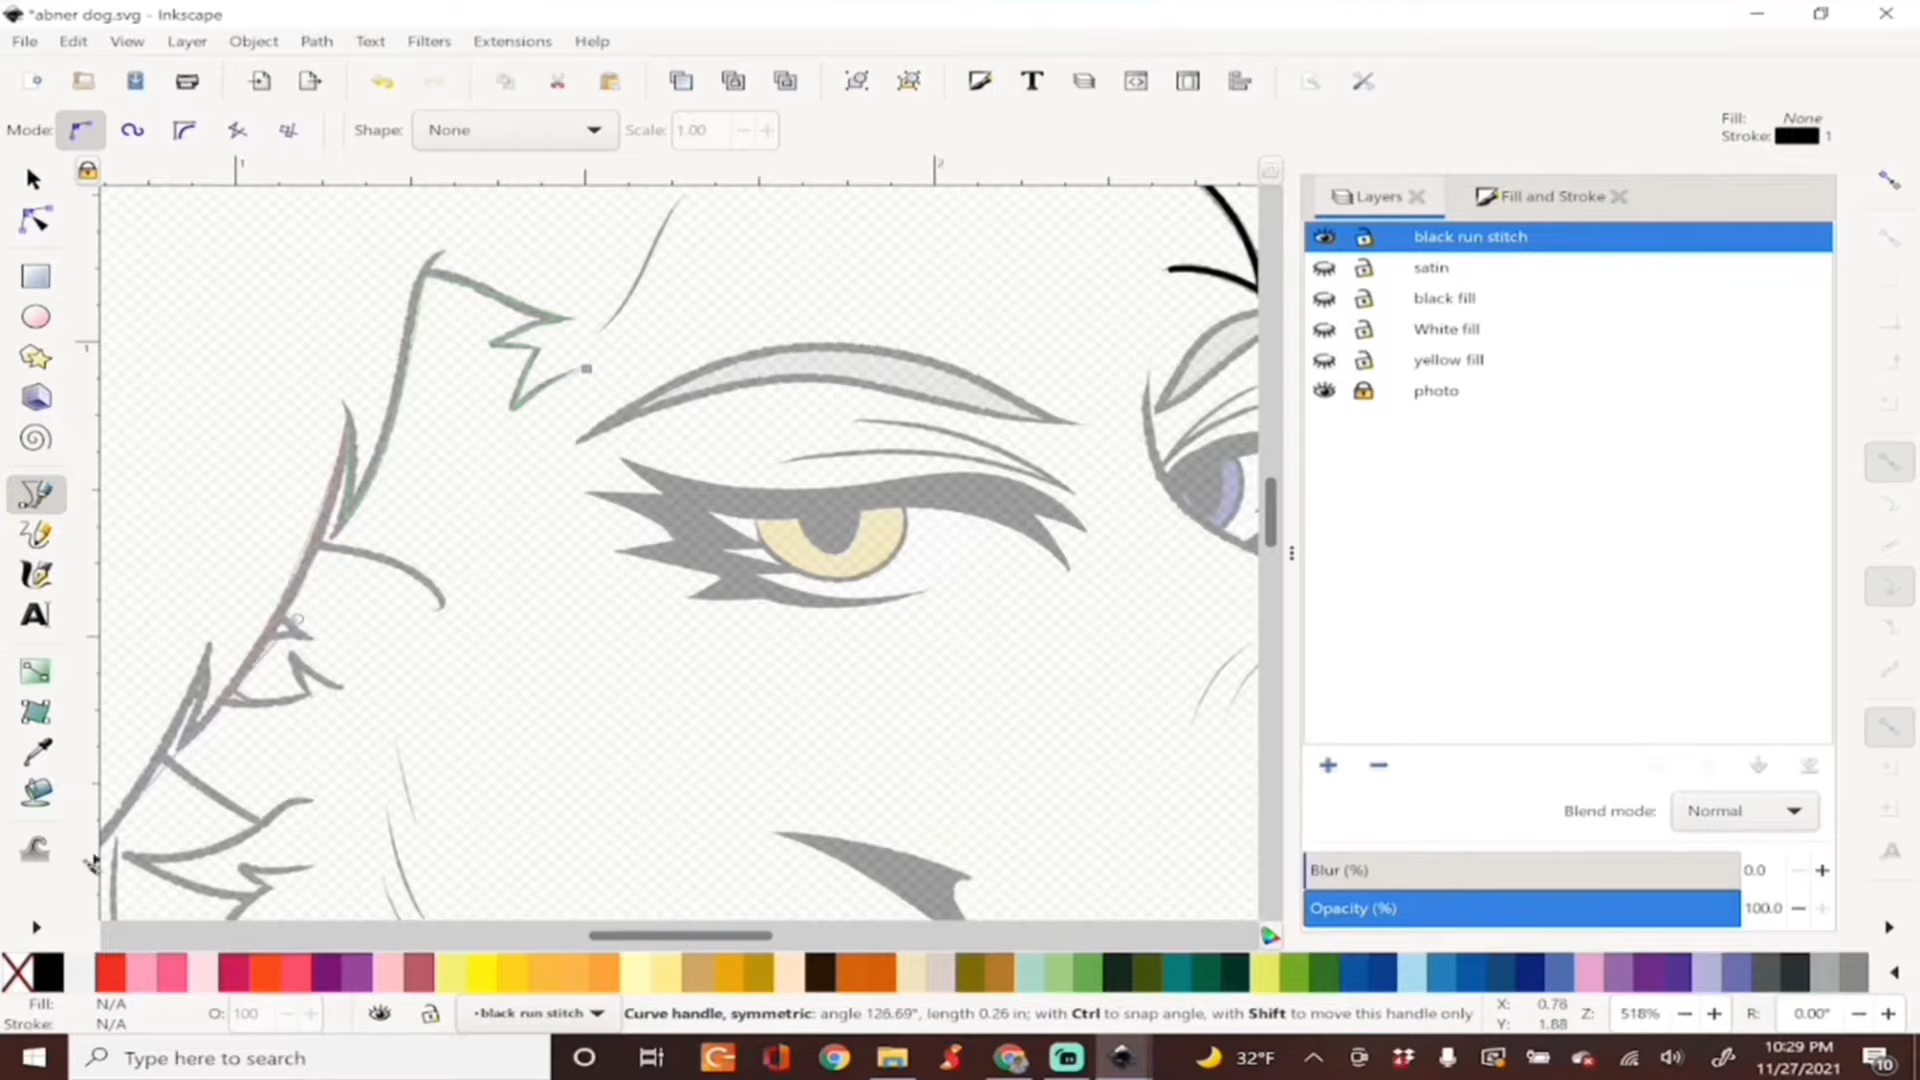 *abner dog.svg - Inkscape
File Edit View Layer Object Path Text Filters Extensions Help
Mode: Shape: None Scale: 1.00
Fill: None
Stroke: 1
1 2
1
Layers Fill and Stroke
black run stitch
satin
black fill
White fill
yellow fill
photo
Blend mode: Normal
Blur (%) 0.0
Opacity (%) 100.0
Fill: N/A O: 100 •black run stitch Curve handle, symmetric: angle 126.69°, length 0.26 in; with Ctrl to snap angle, with Shift to move this handle only X: 0.78 Z: 518% R: 0.00°
Stroke: N/A Y: 1.88
Type here to search 32°F 10:29 PM
11/27/2021 10